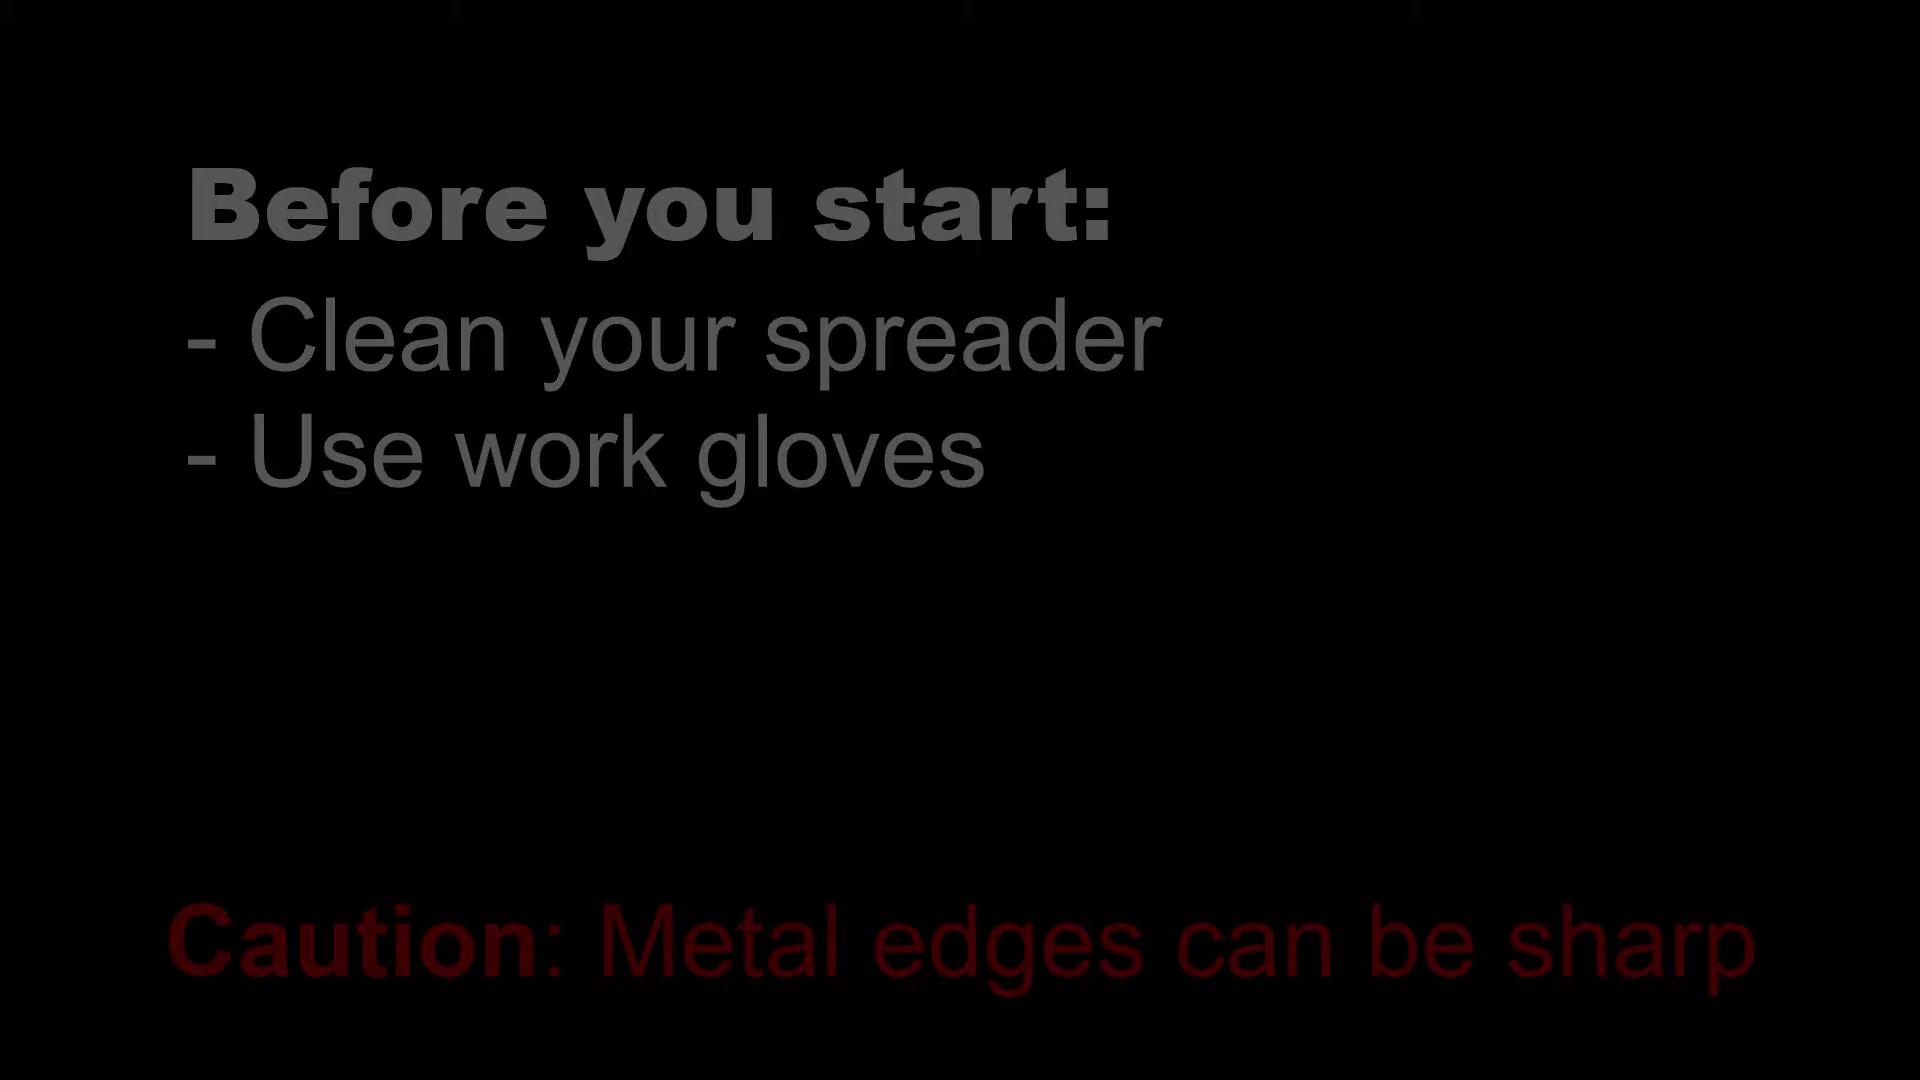 Before you start:
- Clean your spreader
- Use work gloves
Caution: Metal edges can be sharp